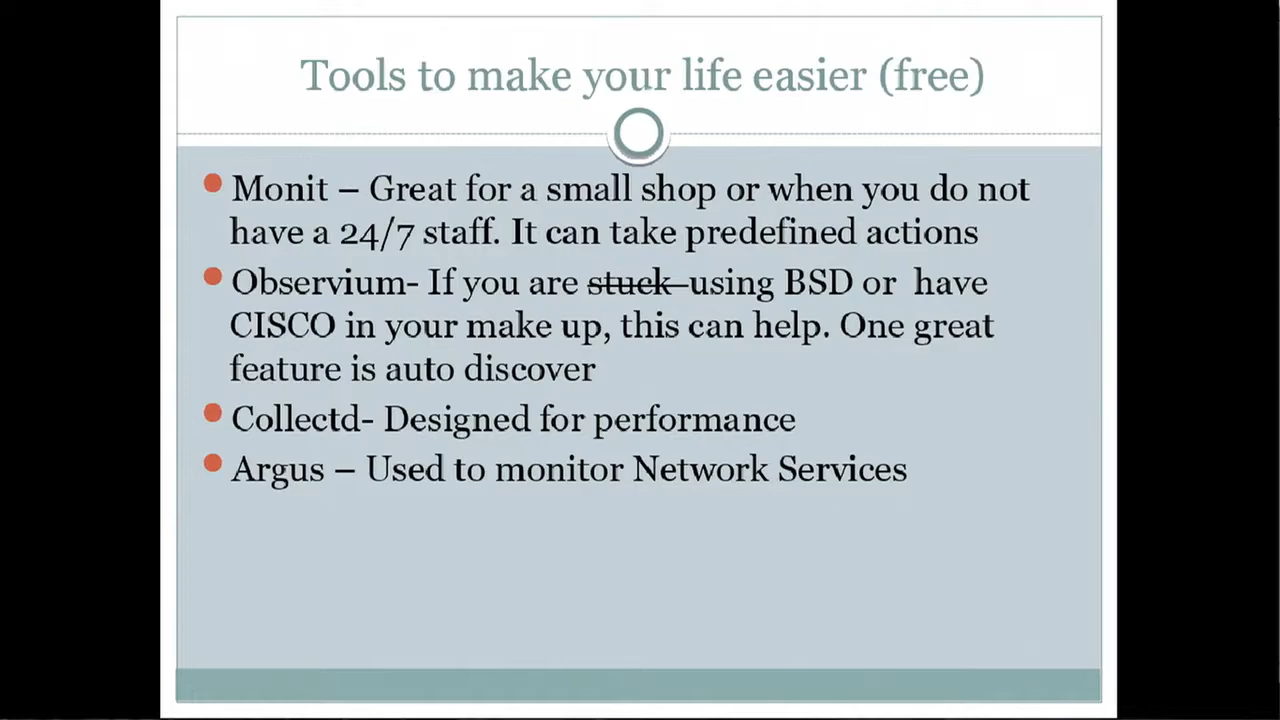 Tools to make your life easier (free)
Monit – Great for a small shop or when you do not
have a 24/7 staff. It can take predefined actions
Observium- If you are stuck using BSD or  have
CISCO in your make up, this can help. One great
feature is auto discover
Collectd- Designed for performance
Argus – Used to monitor Network Services